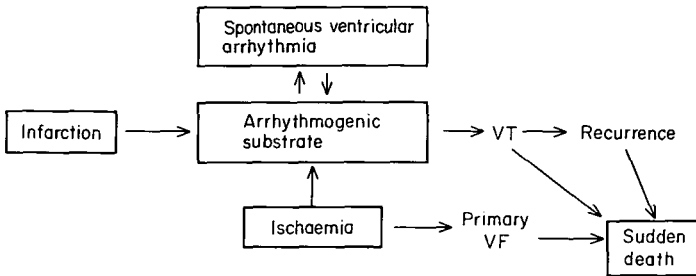 Spontaneous ventricular
arrhythmia
Infarction
Arrhythmogenic
substrate
VT
Recurrence
Ischaemia
Primary
VF
Sudden
death